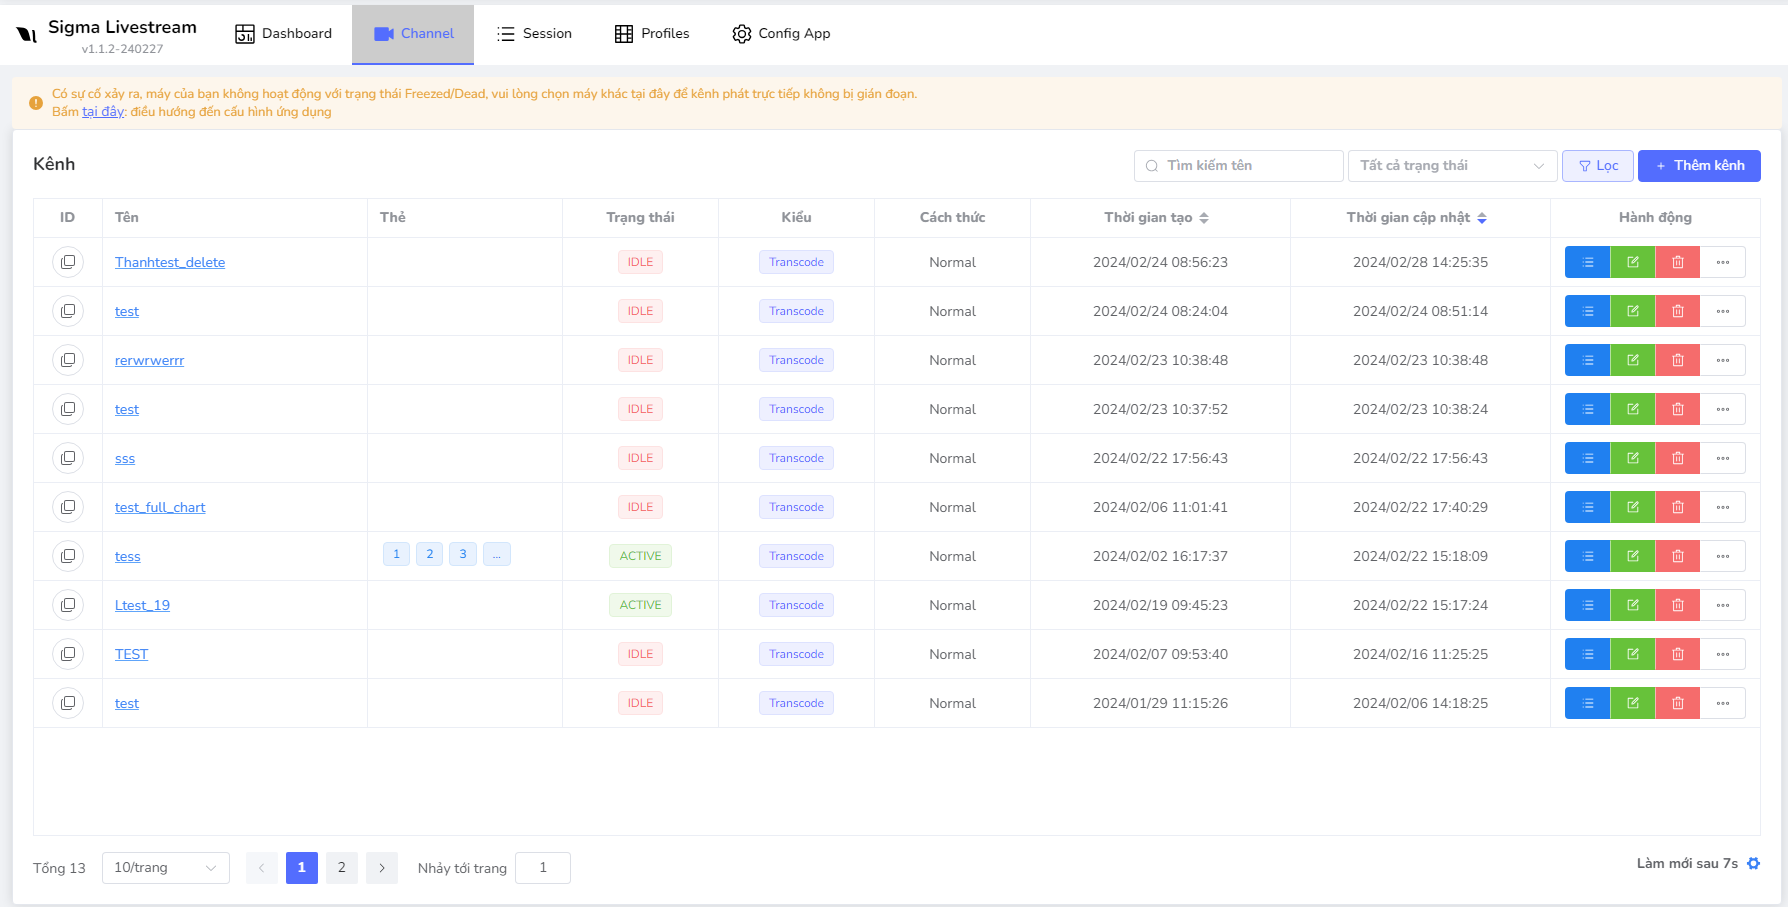 Sigma Livestream
v1.1.2-240227
Dashboard
Channel
Session
Profiles
Config App
Có sự cố xảy ra, máy của bạn không hoạt động với trạng thái Freezed/Dead, vui lòng chọn máy khác tại đây để kênh phát trực tiếp không bị gián đoạn.
Bấm tại đây: điều hướng đến cấu hình ứng dụng
Kênh
Tìm kiếm tên
Tất cả trạng thái
Lọc
+ Thêm kênh
ID Tên Thẻ Trạng thái Kiểu Cách thức Thời gian tạo Thời gian cập nhật Hành động
Thanhtest_delete IDLE Transcode Normal 2024/02/24 08:56:23 2024/02/28 14:25:35
test IDLE Transcode Normal 2024/02/24 08:24:04 2024/02/24 08:51:14
rerwrwerrr IDLE Transcode Normal 2024/02/23 10:38:48 2024/02/23 10:38:48
test IDLE Transcode Normal 2024/02/23 10:37:52 2024/02/23 10:38:24
sss IDLE Transcode Normal 2024/02/22 17:56:43 2024/02/22 17:56:43
test_full_chart IDLE Transcode Normal 2024/02/06 11:01:41 2024/02/22 17:40:29
tess 1 2 3 ... ACTIVE Transcode Normal 2024/02/02 16:17:37 2024/02/22 15:18:09
Ltest_19 ACTIVE Transcode Normal 2024/02/19 09:45:23 2024/02/22 15:17:24
TEST IDLE Transcode Normal 2024/02/07 09:53:40 2024/02/16 11:25:25
test IDLE Transcode Normal 2024/01/29 11:15:26 2024/02/06 14:18:25
Tổng 13 10/trang < 1 2 > Nhảy tới trang 1
Làm mới sau 7s